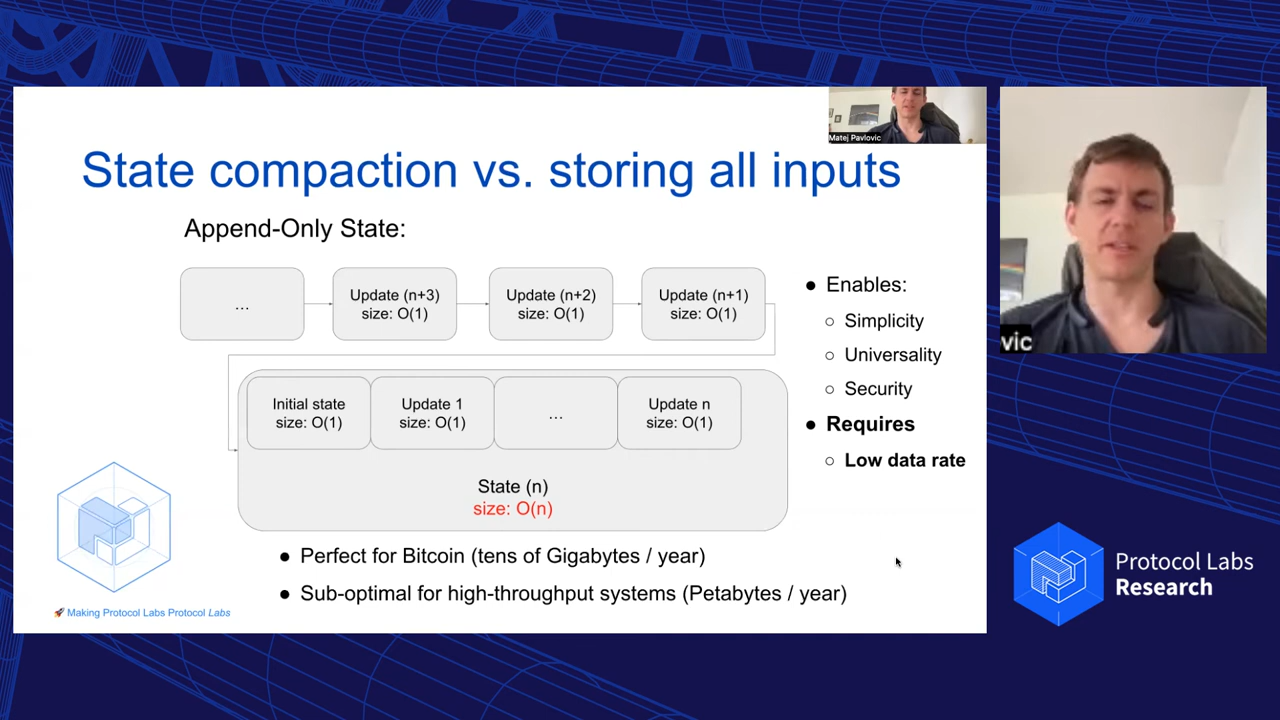 Matej Pavlovic
State compaction vs. storing all inputs
Append-Only State:
...
Update (n+3)
size: O(1)
Update (n+2)
size: O(1)
Update (n+1)
size: O(1)
Initial state
size: O(1)
Update 1
size: O(1)
...
Update n
size: O(1)
State (n)
size: O(n)
● Enables:
○ Simplicity
○ Universality
○ Security
● Requires
○ Low data rate
● Perfect for Bitcoin (tens of Gigabytes / year)
● Sub-optimal for high-throughput systems (Petabytes / year)
🚀 Making Protocol Labs Protocol Labs
vic
Protocol Labs
Research